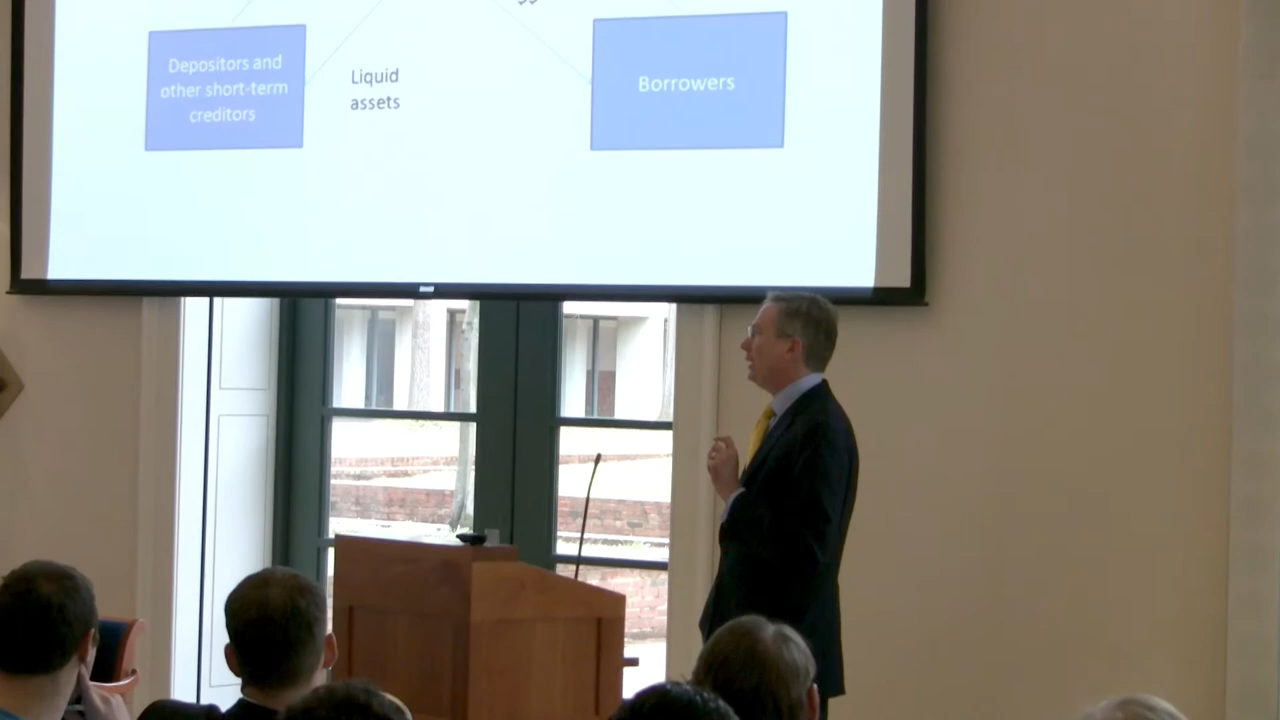 Depositors and
other short-term
creditors
Liquid
assets
Borrowers